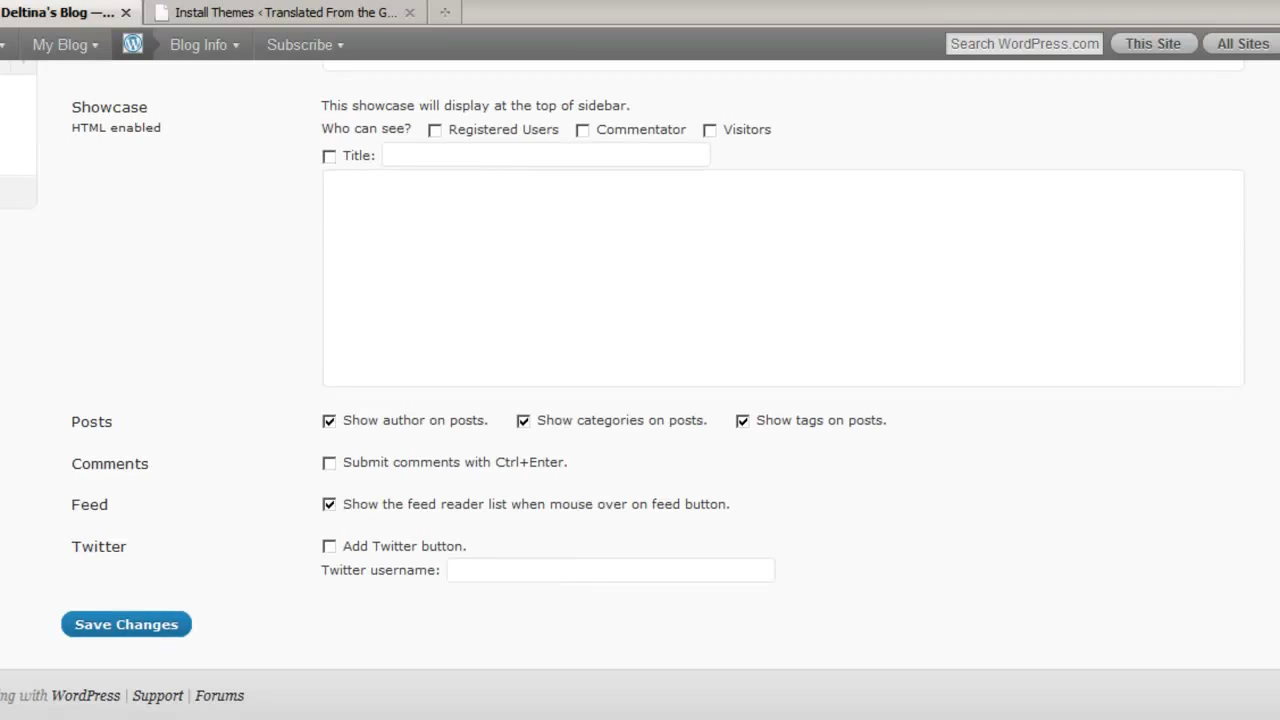 Deltina's Blog —... Install Themes ‹ Translated From the G...
My Blog Blog Info Subscribe Search WordPress.com This Site All Sites
Showcase This showcase will display at the top of sidebar.
HTML enabled Who can see? Registered Users Commentator Visitors
Title:
Posts Show author on posts. Show categories on posts. Show tags on posts.
Comments Submit comments with Ctrl+Enter.
Feed Show the feed reader list when mouse over on feed button.
Twitter Add Twitter button.
Twitter username:
Save Changes
ng with WordPress | Support | Forums